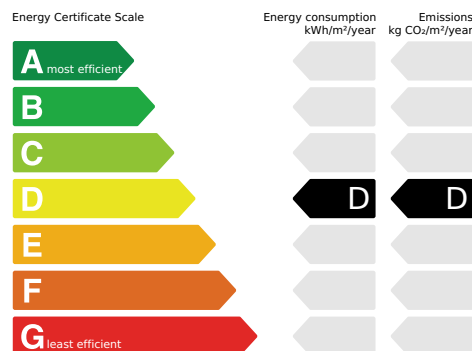 Energy Certificate Scale
Energy consumption
kWh/m²/year
Emissions
kg CO₂/m²/year
A most efficient
B
C
D D D
E
F
G least efficient